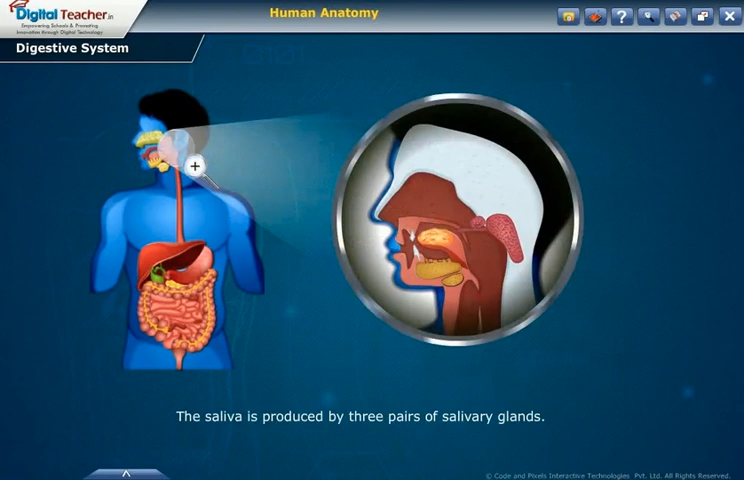 Digital Teacher.in
Empowering Schools & Promoting
Innovation through Digital Technology
Human Anatomy
Digestive System
The saliva is produced by three pairs of salivary glands.
© Code and Pixels Interactive Technologies Pvt. Ltd. All Rights Reserved.